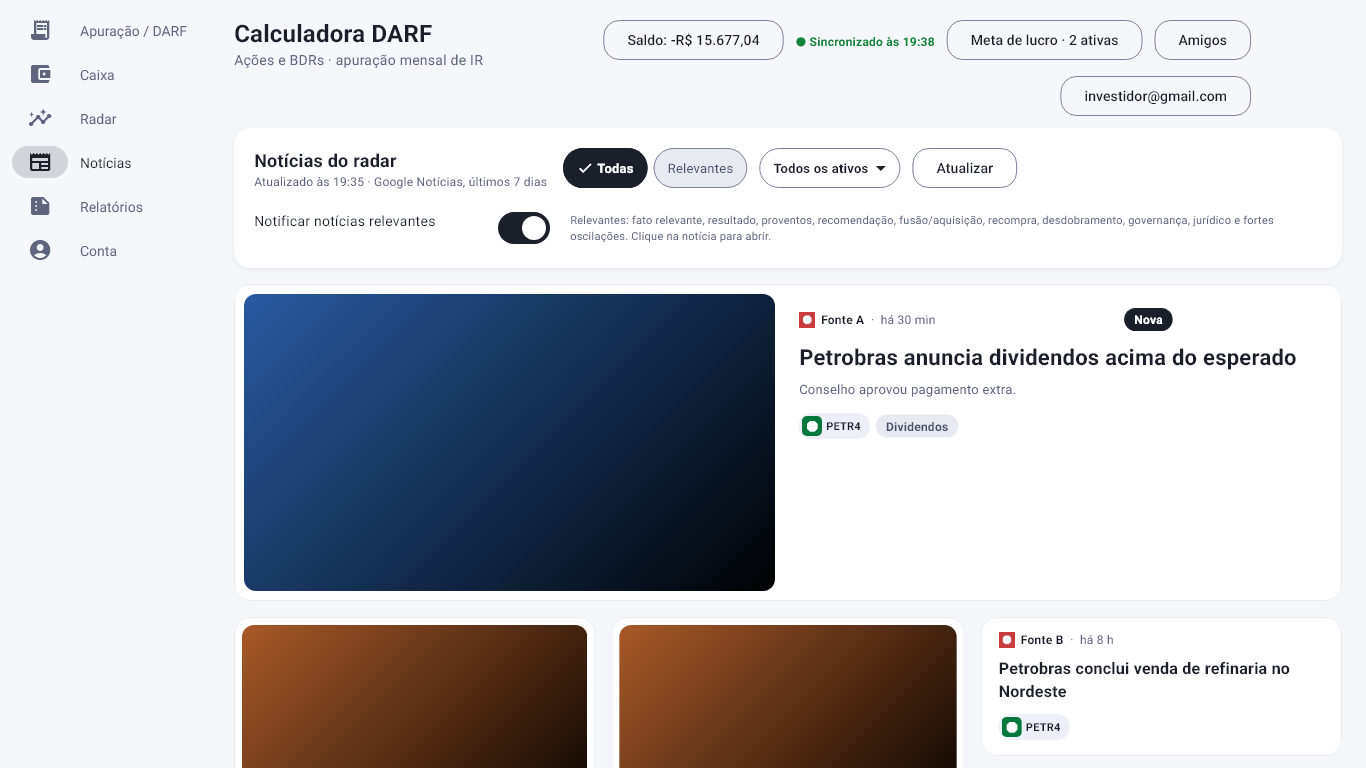 Apuração / DARF
Caixa
Radar
Notícias
Relatórios
Conta
Calculadora DARF
Ações e BDRs · apuração mensal de IR
Saldo: -R$ 15.677,04
Sincronizado às 19:38
Meta de lucro · 2 ativas
Amigos
investidor@gmail.com
Notícias do radar
Atualizado às 19:35 · Google Notícias, últimos 7 dias
Todas
Relevantes
Todos os ativos
Atualizar
Notificar notícias relevantes
Relevantes: fato relevante, resultado, proventos, recomendação, fusão/aquisição, recompra, desdobramento, governança, jurídico e fortes
oscilações. Clique na notícia para abrir.
Fonte A · há 30 min
Nova
Petrobras anuncia dividendos acima do esperado
Conselho aprovou pagamento extra.
PETR4
Dividendos
Fonte B · há 8 h
Petrobras conclui venda de refinaria no
Nordeste
PETR4